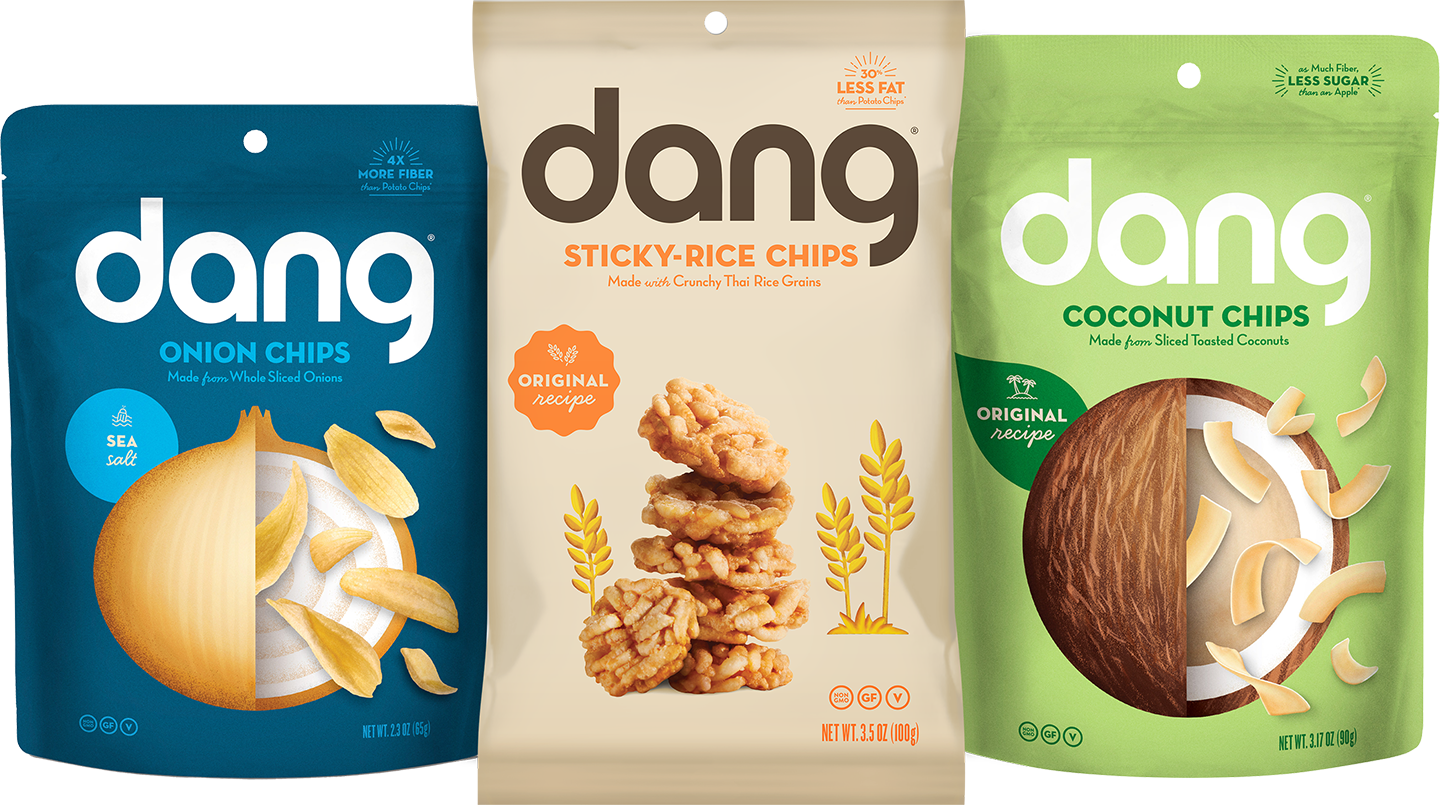 4X
MORE FIBER
than Potato Chips*
dang®
ONION CHIPS
Made from Whole Sliced Onions
SEA
salt
NON
GMO
GF
V
NET WT. 2.3 OZ (65g)
30%
LESS FAT
than Potato Chips*
dang®
STICKY-RICE CHIPS
Made with Crunchy Thai Rice Grains
ORIGINAL
recipe
NON
GMO
GF
V
NET WT. 3.5 OZ (100g)
as Much Fiber,
LESS SUGAR
than an Apple*
dang®
COCONUT CHIPS
Made from Sliced Toasted Coconuts
ORIGINAL
recipe
NON
GMO
GF
V
NET WT. 3.17 OZ (90g)